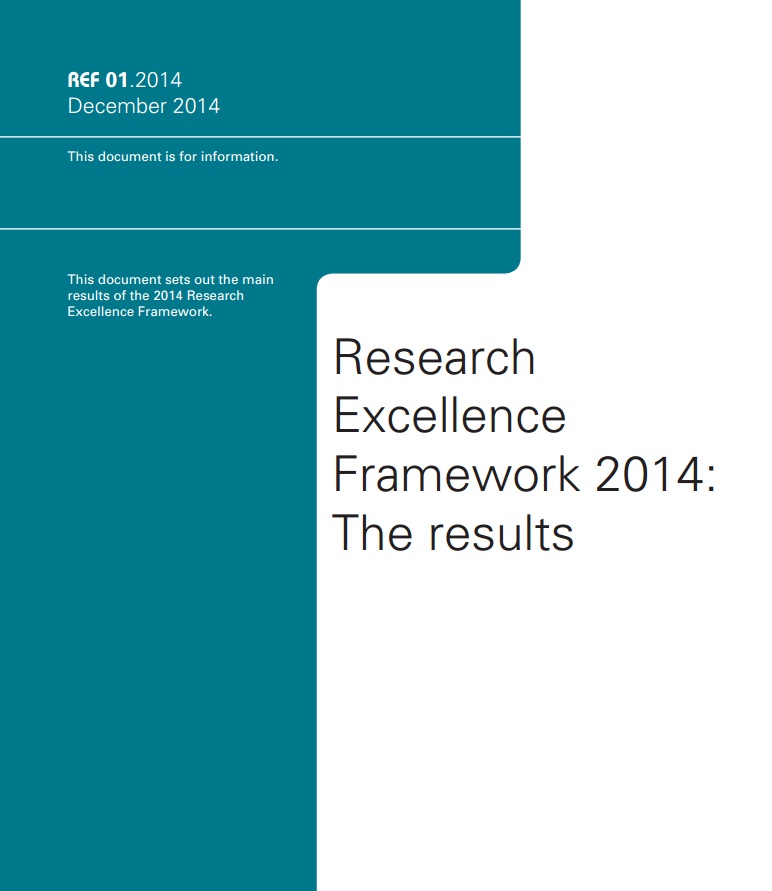 REF 01.2014
December 2014
This document is for information.
This document sets out the main
results of the 2014 Research
Excellence Framework.
Research
Excellence
Framework 2014:
The results